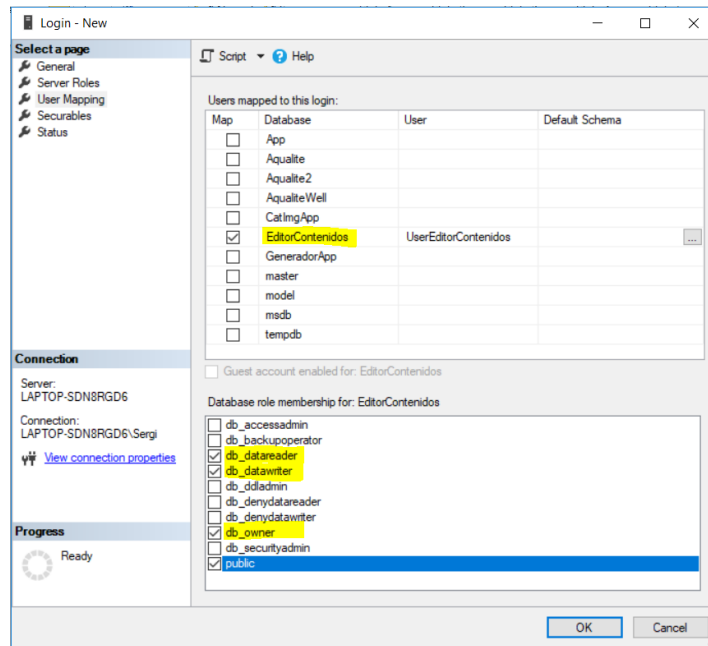 Login - New
Select a page
General
Server Roles
User Mapping
Securables
Status
Script
Help
Users mapped to this login:
Map Database User Default Schema
App
Aqualite
Aqualite2
AqualiteWell
CatImgApp
EditorContenidos UserEditorContenidos ...
GeneradorApp
master
model
msdb
tempdb
Guest account enabled for: EditorContenidos
Database role membership for: EditorContenidos
db_accessadmin
db_backupoperator
db_datareader
db_datawriter
db_ddladmin
db_denydatareader
db_denydatawriter
db_owner
db_securityadmin
public
Connection
Server:
LAPTOP-SDN8RGD6
Connection:
LAPTOP-SDN8RGD6\Sergi
View connection properties
Progress
Ready
OK Cancel